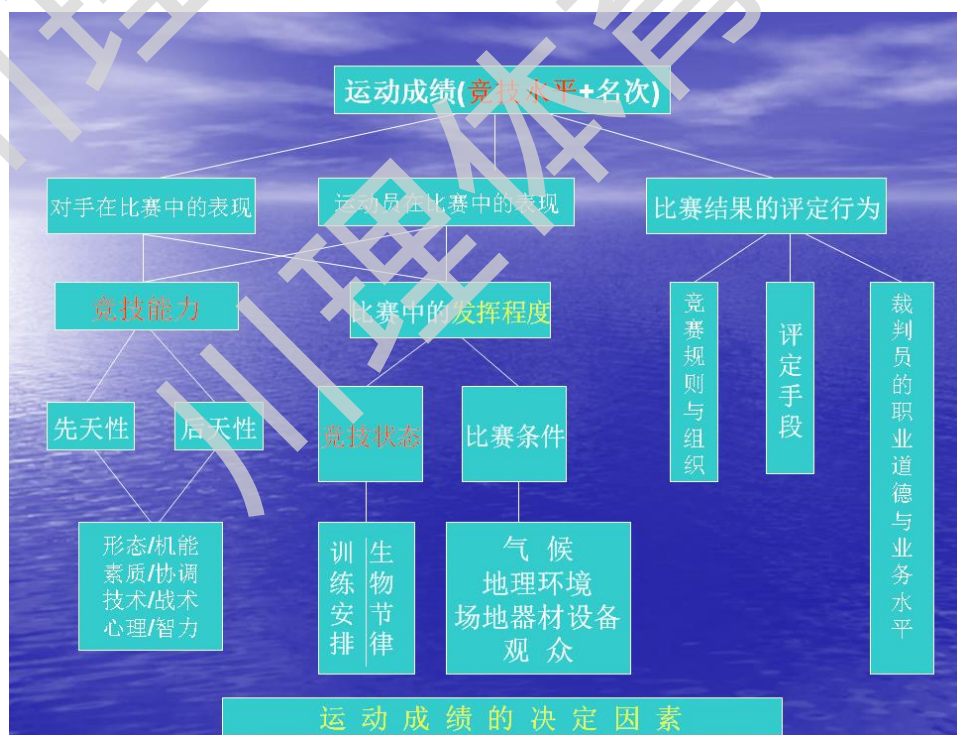 运动成绩(竞技水平+名次)
对手在比赛中的表现
运动员在比赛中的表现
比赛结果的评定行为
竞技能力
比赛中的发挥程度
先天性
后天性
竞技状态
比赛条件
竞赛规则与组织
评定手段
裁判员的职业道德与业务水平
形态/机能
素质/协调
技术/战术
心理/智力
训练安排
生物节律
气候
地理环境
场地器材设备
观众
运动成绩的决定因素
川理体育